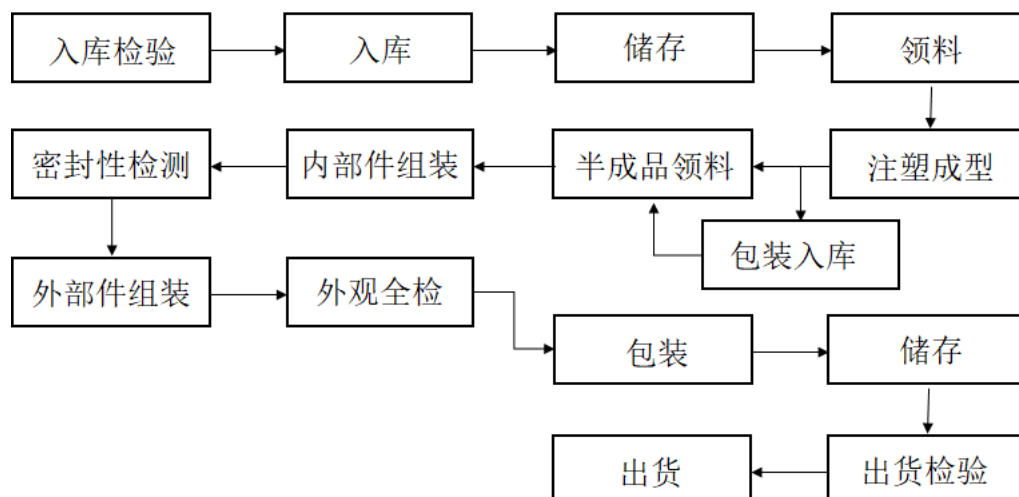 入库检验
入库
储存
领料
注塑成型
半成品领料
内部件组装
密封性检测
包装入库
外部件组装
外观全检
包装
储存
出货检验
出货